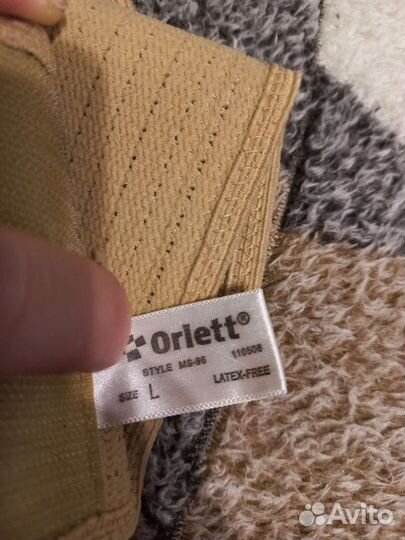 Orlett®
STYLE MS-96 110506
SIZE L LATEX-FREE
Avito